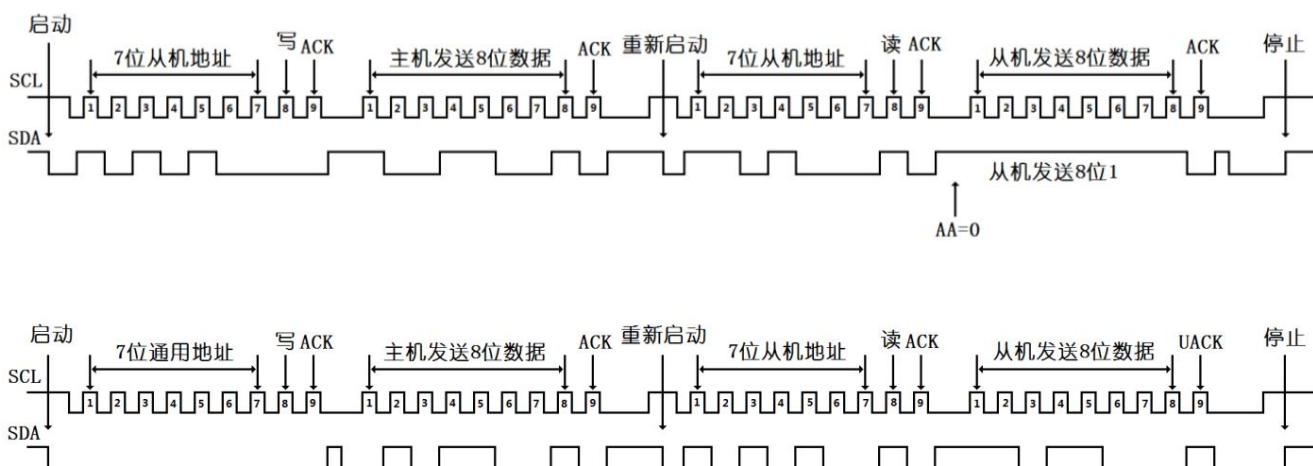 启动 7位从机地址 写 ACK 主机发送8位数据 ACK 重新启动 7位从机地址 读 ACK 从机发送8位数据 ACK 停止
SCL 1 2 3 4 5 6 7 8 9 1 2 3 4 5 6 7 8 9 1 2 3 4 5 6 7 8 9 1 2 3 4 5 6 7 8 9
SDA
从机发送8位1
AA=0
启动 7位通用地址 写 ACK 主机发送8位数据 ACK 重新启动 7位从机地址 读 ACK 从机发送8位数据 UACK 停止
SCL 1 2 3 4 5 6 7 8 9 1 2 3 4 5 6 7 8 9 1 2 3 4 5 6 7 8 9 1 2 3 4 5 6 7 8 9
SDA